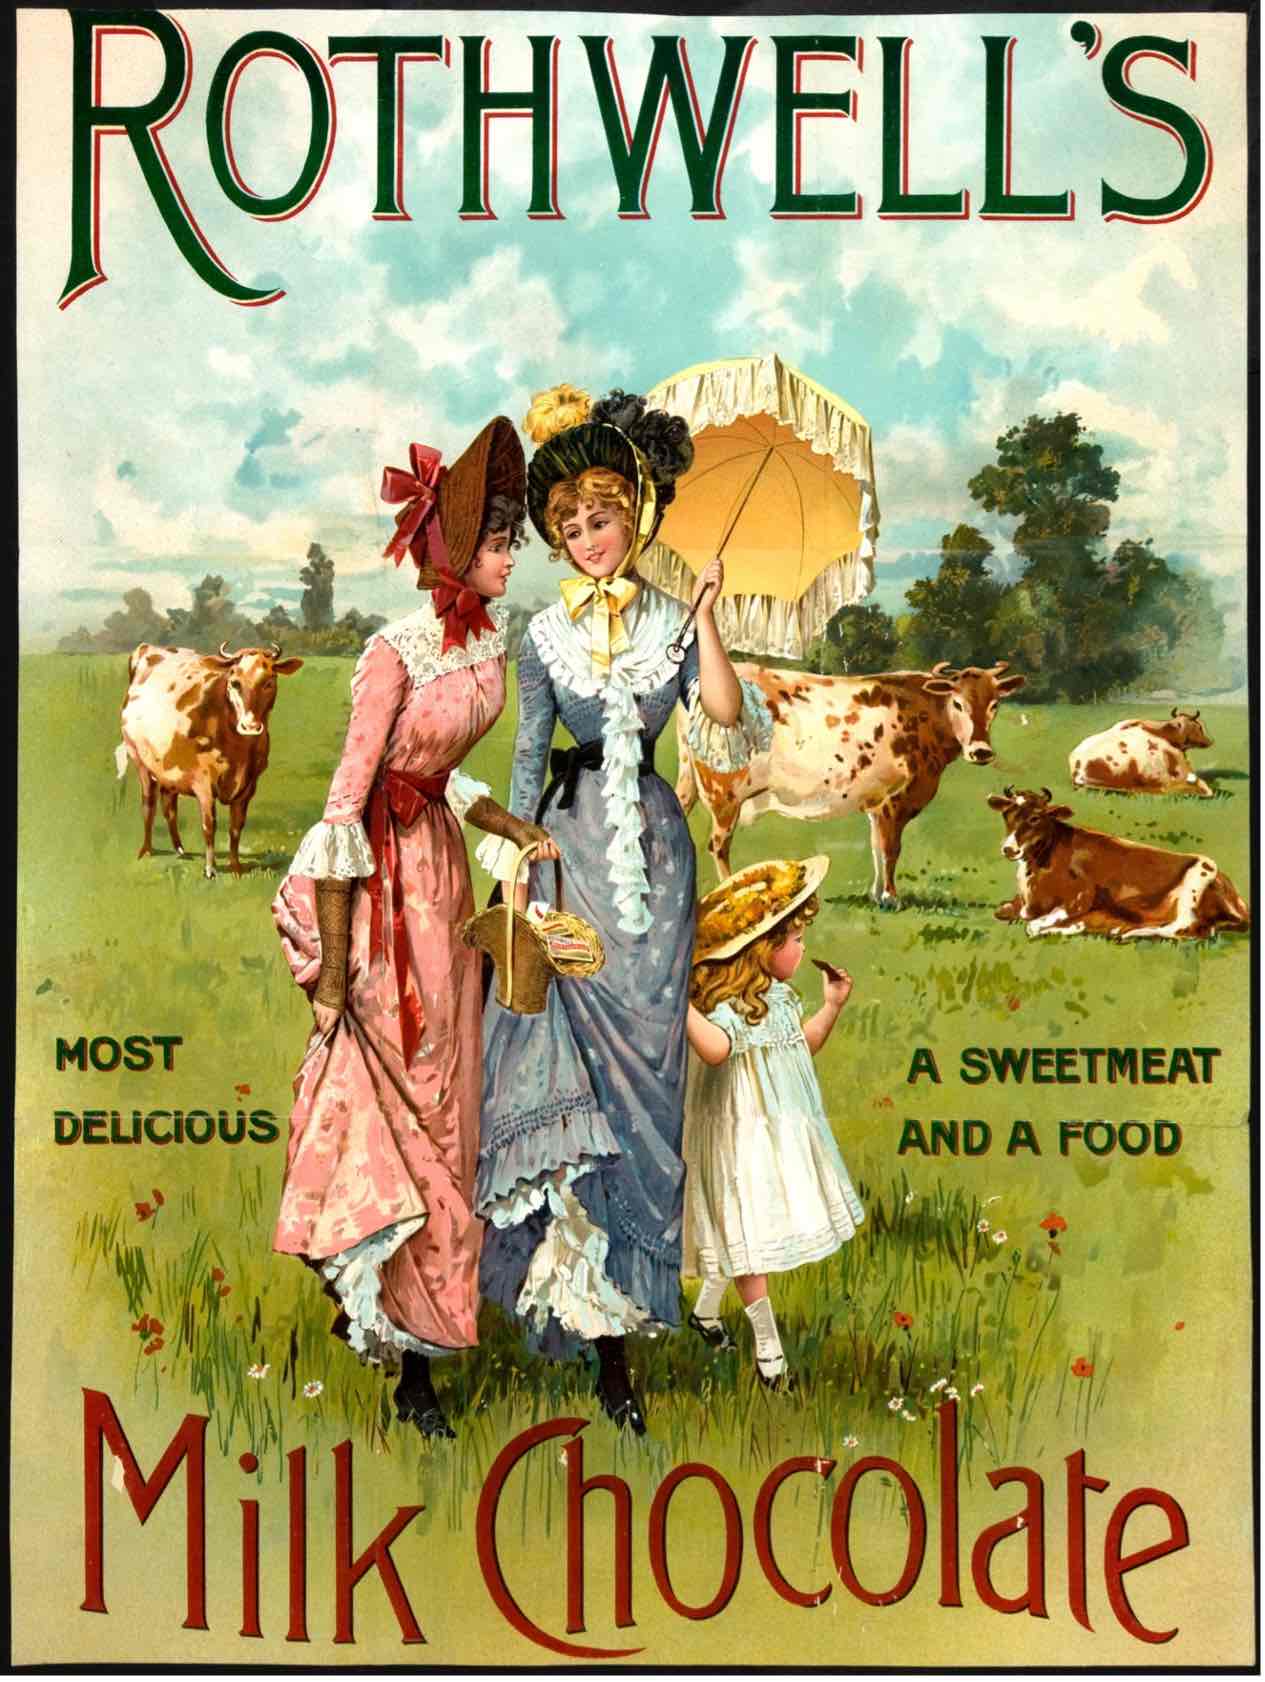 ROTHWELL'S
MOST
DELICIOUS
A SWEETMEAT
AND A FOOD
Milk Chocolate